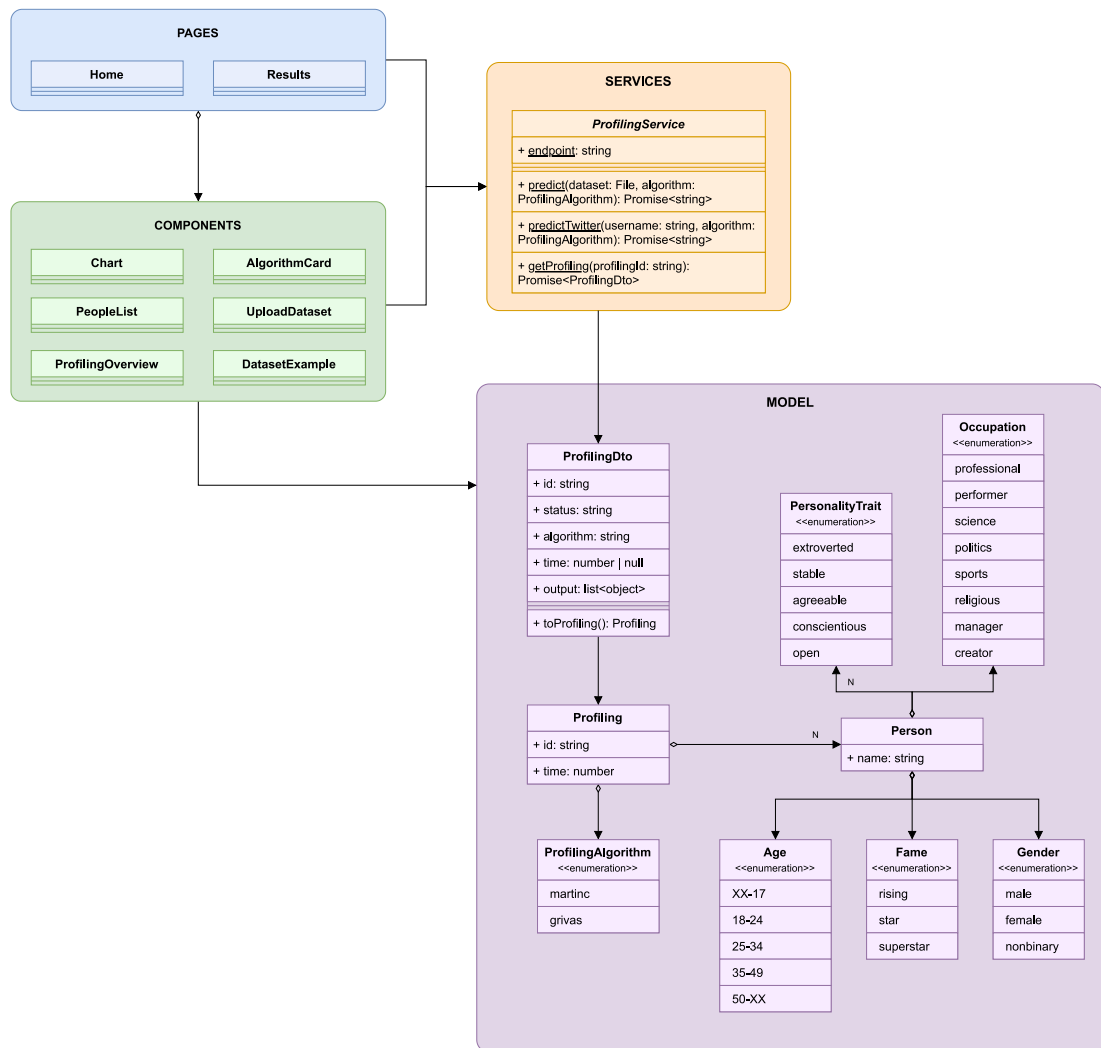 PAGES
Home
Results
SERVICES
ProfilingService
+ endpoint: string
+ predict(dataset: File, algorithm:
ProfilingAlgorithm): Promise<string>
+ predictTwitter(username: string, algorithm:
ProfilingAlgorithm): Promise<string>
+ getProfiling(profilingId: string):
Promise<ProfilingDto>
COMPONENTS
Chart
AlgorithmCard
PeopleList
UploadDataset
ProfilingOverview
DatasetExample
MODEL
ProfilingDto
+ id: string
+ status: string
+ algorithm: string
+ time: number | null
+ output: list<object>
+ toProfiling(): Profiling
PersonalityTrait
<<enumeration>>
extroverted
stable
agreeable
conscientious
open
Occupation
<<enumeration>>
professional
performer
science
politics
sports
religious
manager
creator
N
Profiling
+ id: string
+ time: number
N
Person
+ name: string
ProfilingAlgorithm
<<enumeration>>
martinc
grivas
Age
<<enumeration>>
XX-17
18-24
25-34
35-49
50-XX
Fame
<<enumeration>>
rising
star
superstar
Gender
<<enumeration>>
male
female
nonbinary